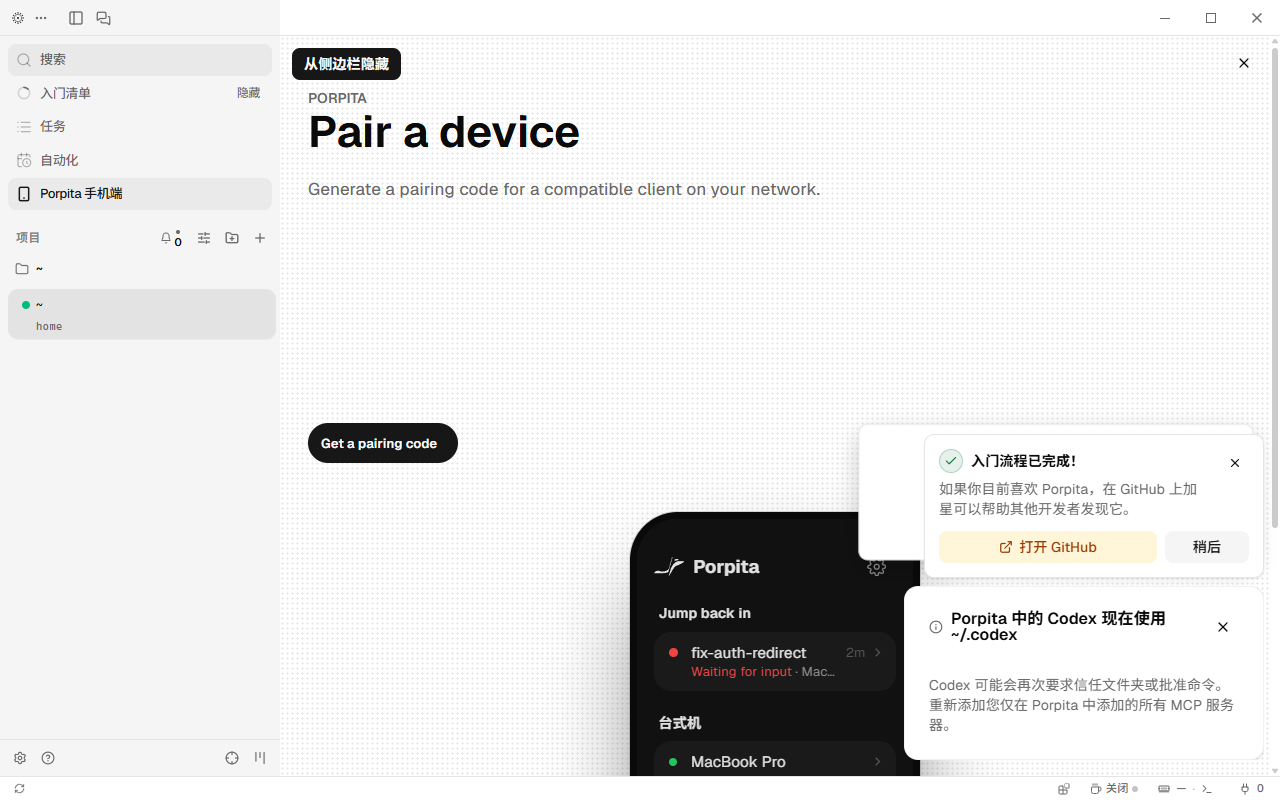 搜索
入门清单
隐藏
任务
自动化
Porpita 手机端
项目
0
~
~
home
从侧边栏隐藏
PORPITA
Pair a device
Generate a pairing code for a compatible client on your network.
Get a pairing code
Porpita
Jump back in
fix-auth-redirect
2m
Waiting for input · Mac...
台式机
MacBook Pro
入门流程已完成!
如果你目前喜欢 Porpita，在 GitHub 上加
星可以帮助其他开发者发现它。
打开 GitHub
稍后
Porpita 中的 Codex 现在使用
~/.codex
Codex 可能会再次要求信任文件夹或批准命令。
重新添加您仅在 Porpita 中添加的所有 MCP 服务
器。
关闭
— ·
0